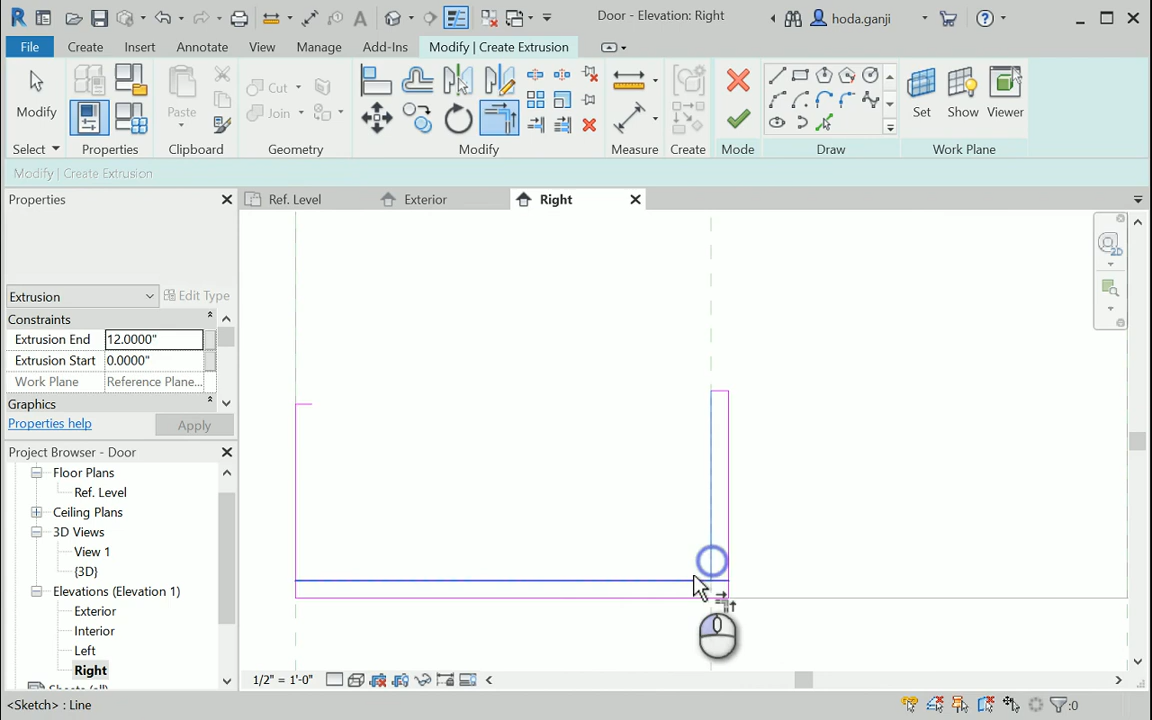 Door - Elevation: Right
hoda.ganji
File
Create
Insert
Annotate
View
Manage
Add-Ins
Modify | Create Extrusion
Modify
Paste
Cut
Join
Set
Show
Viewer
Select
Properties
Clipboard
Geometry
Modify
Measure
Create
Mode
Draw
Work Plane
Modify | Create Extrusion
Properties
Ref. Level
Exterior
Right
Extrusion
Edit Type
Constraints
Extrusion End 12.0000"
Extrusion Start 0.0000"
Work Plane Reference Plane...
Graphics
Properties help
Apply
Project Browser - Door
Floor Plans
Ref. Level
Ceiling Plans
3D Views
View 1
{3D}
Elevations (Elevation 1)
Exterior
Interior
Left
Right
1/2" = 1'-0"
<Sketch> : Line
:0